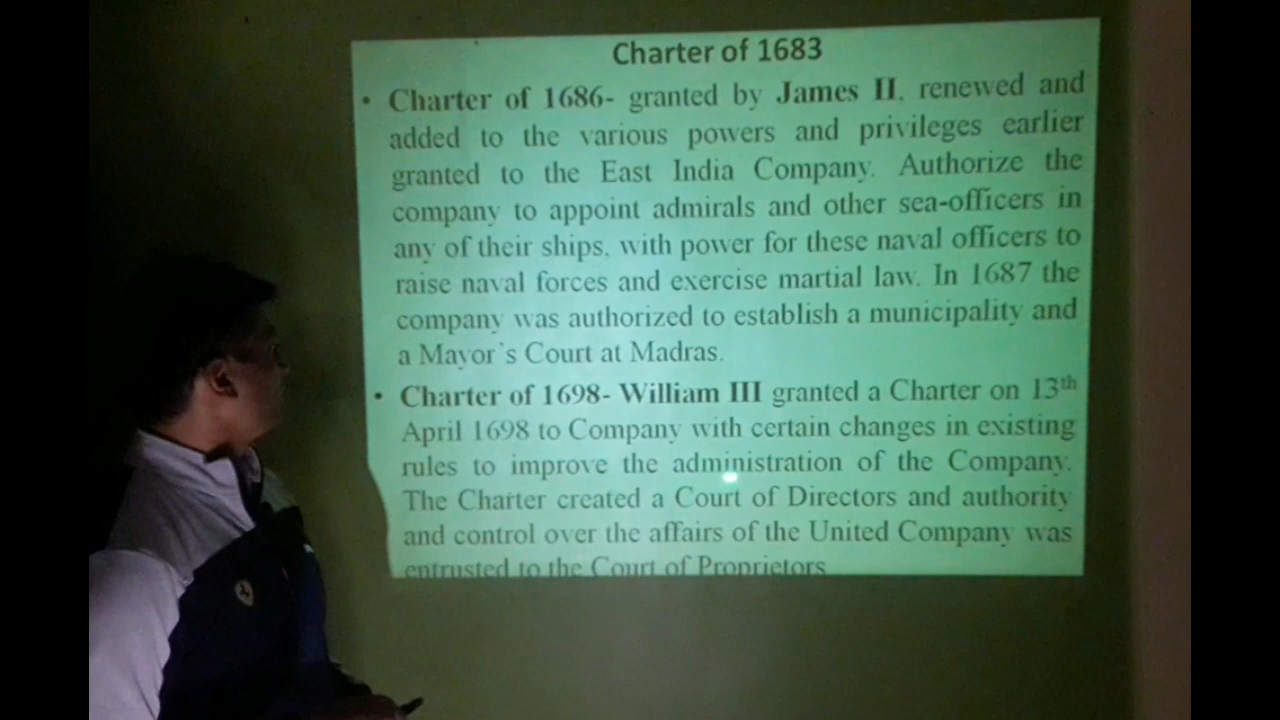 Charter of 1683
• Charter of 1686- granted by James II, renewed and
added to the various powers and privileges earlier
granted to the East India Company. Authorize the
company to appoint admirals and other sea-officers in
any of their ships, with power for these naval officers to
raise naval forces and exercise martial law. In 1687 the
company was authorized to establish a municipality and
a Mayor`s Court at Madras.
• Charter of 1698- William III granted a Charter on 13th
April 1698 to Company with certain changes in existing
rules to improve the administration of the Company.
The Charter created a Court of Directors and authority
and control over the affairs of the United Company was
entrusted to the Court of Proprietors